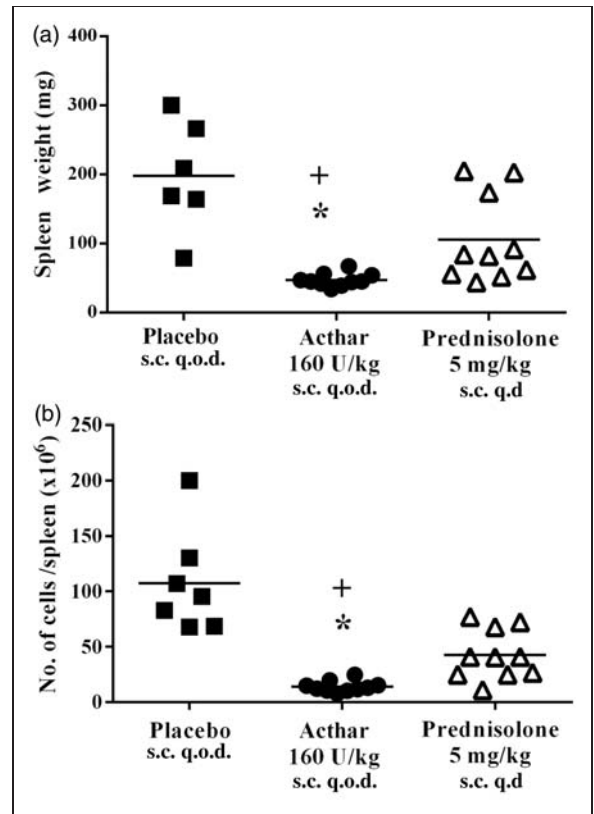 (a)
400
300
200
100
0
Spleen weight (mg)
+
*
Placebo
s.c. q.o.d.
Acthar
160 U/kg
s.c. q.o.d.
Prednisolone
5 mg/kg
s.c. q.d
(b)
250
200
150
100
50
0
No. of cells /spleen (x10⁶)
+
*
Placebo
s.c. q.o.d.
Acthar
160 U/kg
s.c. q.o.d.
Prednisolone
5 mg/kg
s.c. q.d